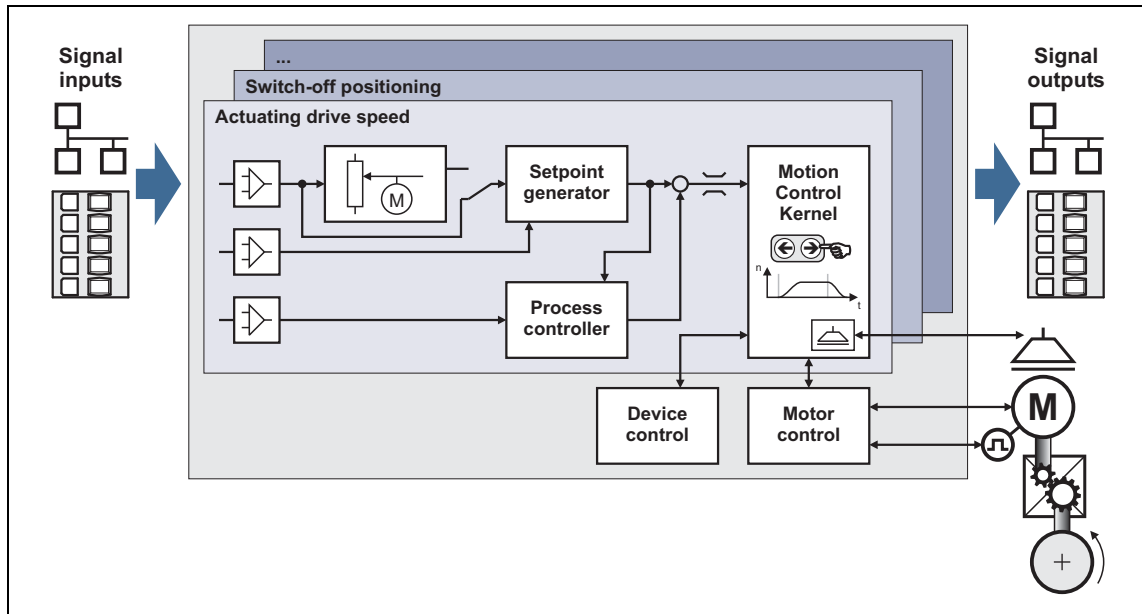 Signal
inputs
...
Switch-off positioning
Actuating drive speed
Signal
outputs
M
Setpoint
generator
Motion
Control
Kernel
n
t
Process
controller
Device
control
Motor
control
M